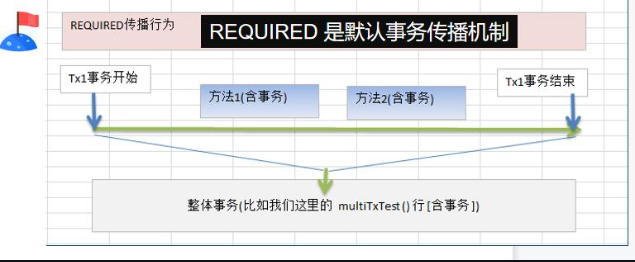 REQUIRED传播行为
REQUIRED 是默认事务传播机制
Tx1事务开始
方法1(含事务)
方法2(含事务)
Tx1事务结束
整体事务(比如我们这里的 multiTxTest()行[含事务])